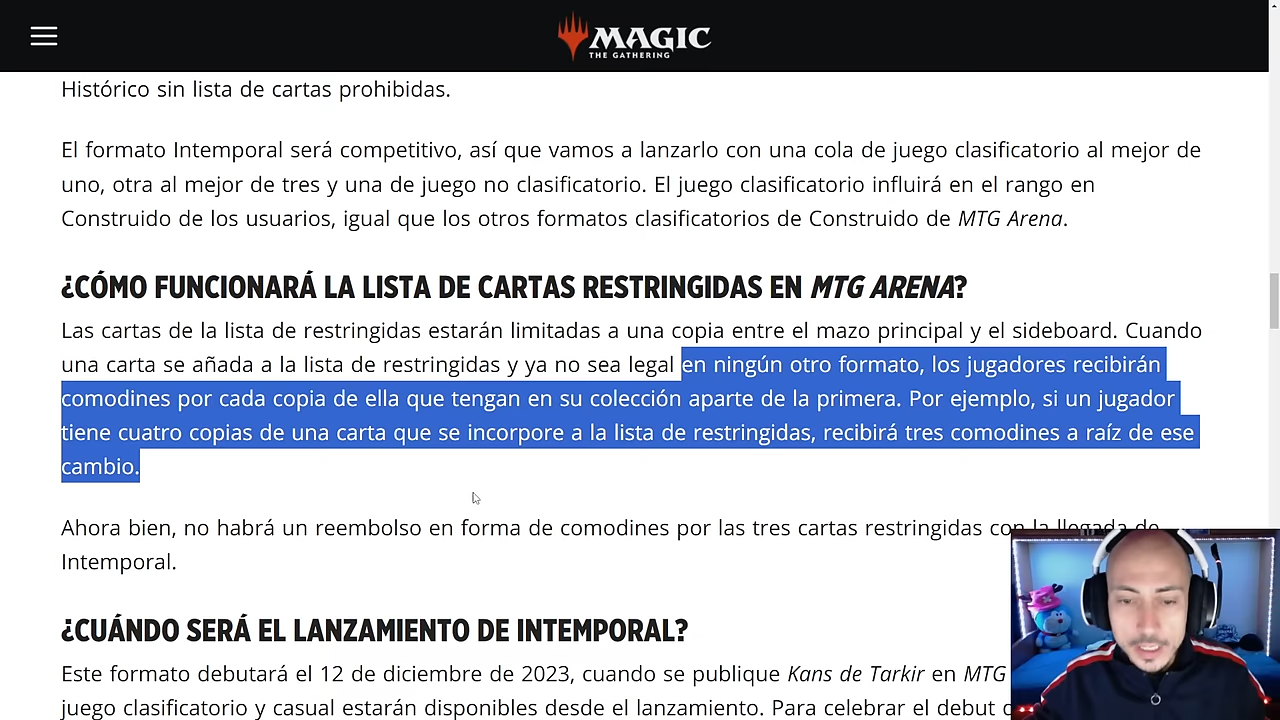 MAGIC
THE GATHERING
Histórico sin lista de cartas prohibidas.
El formato Intemporal será competitivo, así que vamos a lanzarlo con una cola de juego clasificatorio al mejor de
uno, otra al mejor de tres y una de juego no clasificatorio. El juego clasificatorio influirá en el rango en
Construido de los usuarios, igual que los otros formatos clasificatorios de Construido de MTG Arena.
¿CÓMO FUNCIONARÁ LA LISTA DE CARTAS RESTRINGIDAS EN MTG ARENA?
Las cartas de la lista de restringidas estarán limitadas a una copia entre el mazo principal y el sideboard. Cuando
una carta se añada a la lista de restringidas y ya no sea legal en ningún otro formato, los jugadores recibirán
comodines por cada copia de ella que tengan en su colección aparte de la primera. Por ejemplo, si un jugador
tiene cuatro copias de una carta que se incorpore a la lista de restringidas, recibirá tres comodines a raíz de ese
cambio.
Ahora bien, no habrá un reembolso en forma de comodines por las tres cartas restringidas con la llegada de
Intemporal.
¿CUÁNDO SERÁ EL LANZAMIENTO DE INTEMPORAL?
Este formato debutará el 12 de diciembre de 2023, cuando se publique Kans de Tarkir en MTG
juego clasificatorio y casual estarán disponibles desde el lanzamiento. Para celebrar el debut